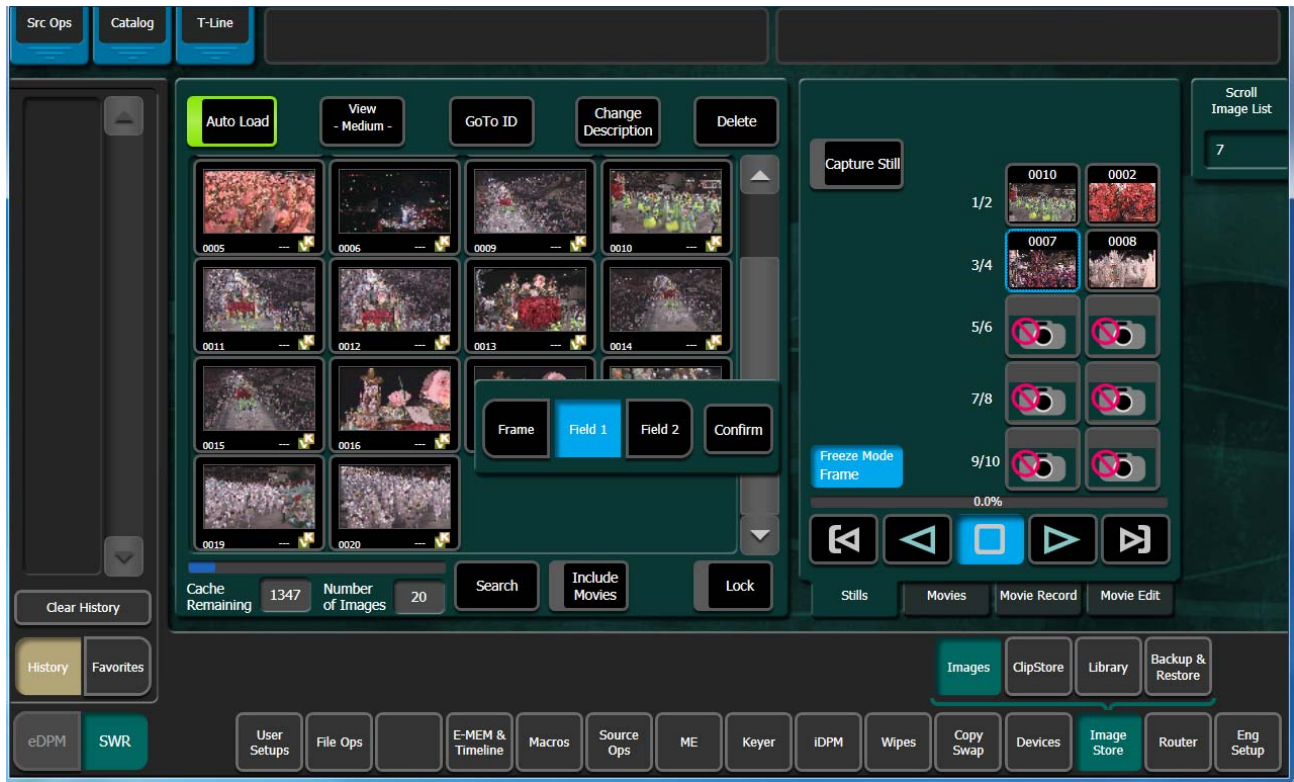 Src Ops
Catalog
T-Line
Scroll
Image List
7
Auto Load
View
- Medium -
GoTo ID
Change
Description
Delete
Capture Still
0005 ---
0006 ---
0009 ---
0010 ---
0011 ---
0012 ---
0013 ---
0014 ---
0015 ---
0016 ---
0019 ---
0020 ---
Frame
Field 1
Field 2
Confirm
1/2
0010
0002
3/4
0007
0008
5/6
7/8
9/10
Freeze Mode
Frame
0.0%
Cache
Remaining
1347
Number
of Images
20
Search
Include
Movies
Lock
Stills
Movies
Movie Record
Movie Edit
Clear History
History
Favorites
Images
ClipStore
Library
Backup &
Restore
eDPM
SWR
User
Setups
File Ops
E-MEM &
Timeline
Macros
Source
Ops
ME
Keyer
iDPM
Wipes
Copy
Swap
Devices
Image
Store
Router
Eng
Setup